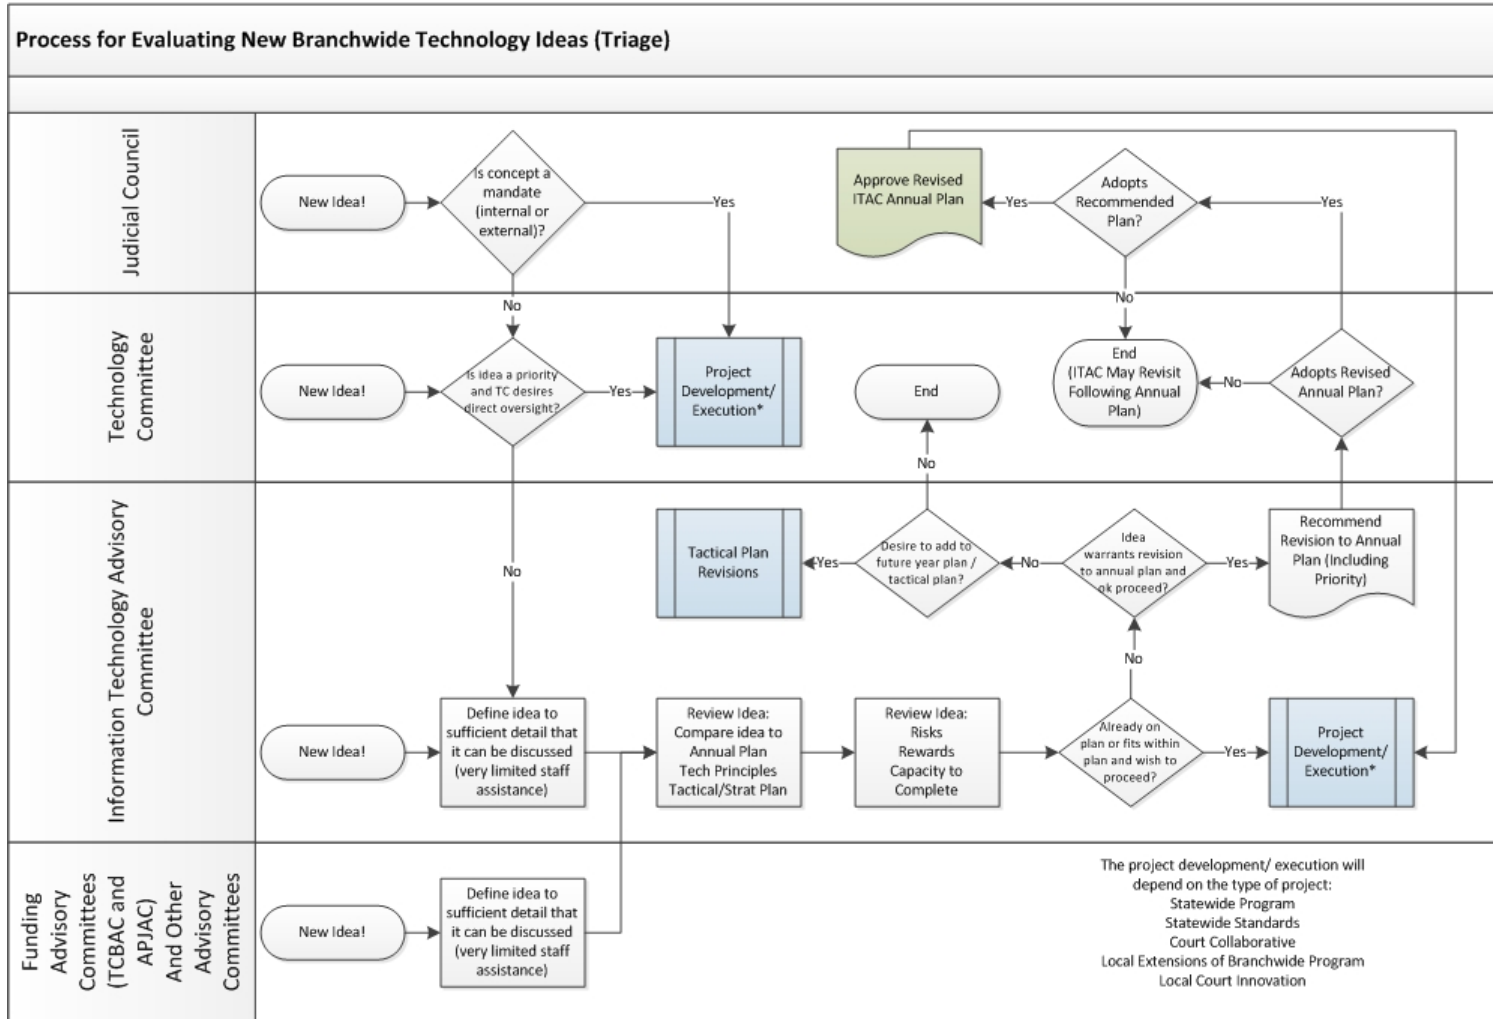 Process for Evaluating New Branchwide Technology Ideas (Triage)
Judicial Council
New Idea!
Is concept a
mandate
(internal or
external)?
Yes
No
Approve Revised
ITAC Annual Plan
Yes
Adopts
Recommended
Plan?
Yes
No
Technology
Committee
New Idea!
Is idea a priority
and TC desires
direct oversight?
Yes
Project
Development/
Execution*
No
End
No
End
(ITAC May Revisit
Following Annual
Plan)
No
Adopts Revised
Annual Plan?
Information Technology Advisory
Committee
Tactical Plan
Revisions
Yes
Desire to add to
future year plan /
tactical plan?
No
Idea
warrants revision
to annual plan and
ok proceed?
Yes
Recommend
Revision to Annual
Plan (Including
Priority)
No
New Idea!
Define idea to
sufficient detail that
it can be discussed
(very limited staff
assistance)
Review Idea:
Compare idea to
Annual Plan
Tech Principles
Tactical/Strat Plan
Review Idea:
Risks
Rewards
Capacity to
Complete
Already on
plan or fits within
plan and wish to
proceed?
Yes
Project
Development/
Execution*
Funding
Advisory
Committees
(TCBAC and
APJAC)
And Other
Advisory
Committees
New Idea!
Define idea to
sufficient detail that
it can be discussed
(very limited staff
assistance)
The project development/ execution will
depend on the type of project:
Statewide Program
Statewide Standards
Court Collaborative
Local Extensions of Branchwide Program
Local Court Innovation